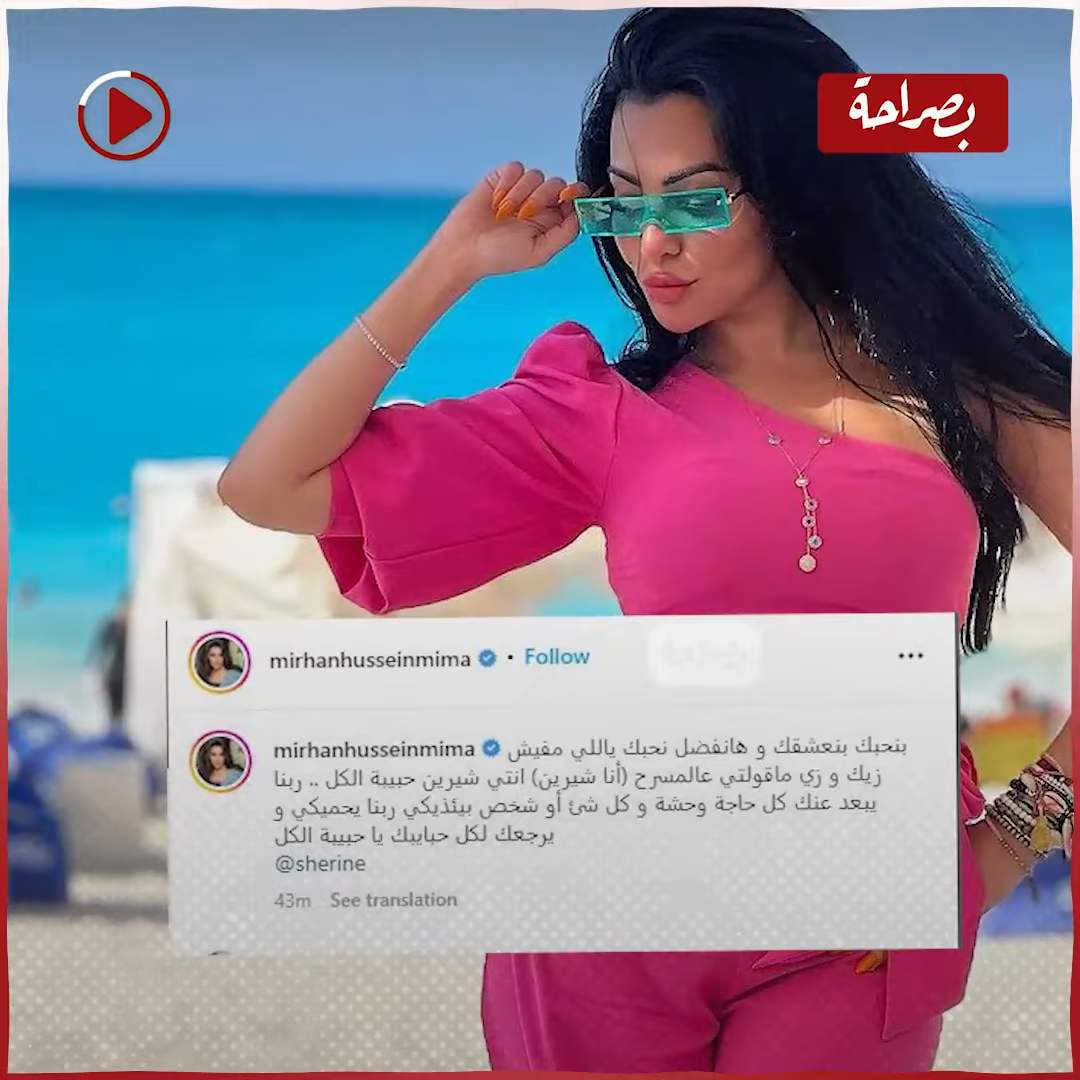 بصراحة
mirhanhusseinmima • Follow
mirhanhusseinmima بنحبك بنعشقك و هانفضل نحبك ياللي مفيش
زيك و زي ماقولتي عالمسرح (أنا شيرين) انتي شيرين حبيبة الكل .. ربنا
يبعد عنك كل حاجة وحشة و كل شئ أو شخص بيئذيكي ربنا يحميكي و
يرجعك لكل حبايبك يا حبيبة الكل
@sherine
43m See translation